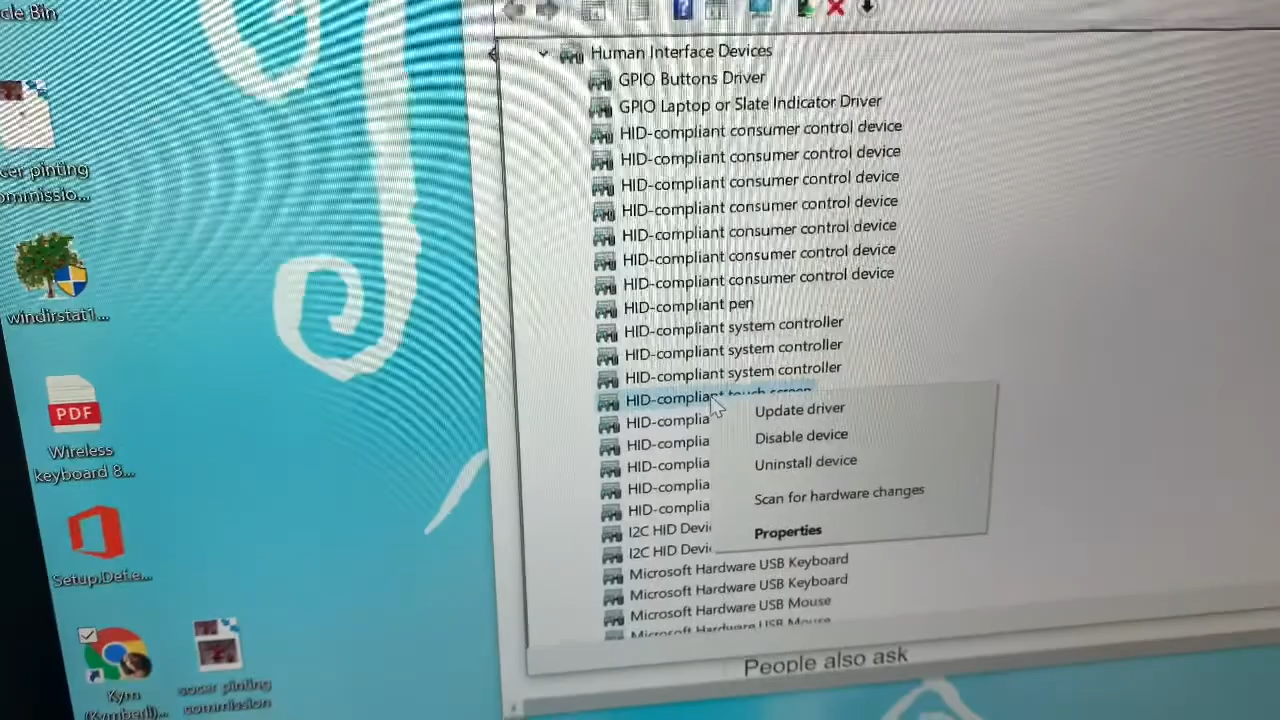 cle Bin
Human Interface Devices
GPIO Buttons Driver
GPIO Laptop or Slate Indicator Driver
HID-compliant consumer control device
HID-compliant consumer control device
HID-compliant consumer control device
HID-compliant consumer control device
HID-compliant consumer control device
HID-compliant consumer control device
HID-compliant consumer control device
HID-compliant pen
HID-compliant system controller
HID-compliant system controller
HID-compliant system controller
HID-compliant touch screen
HID-complia
HID-complia
HID-complia
HID-complia
HID-complia
I2C HID Devi
I2C HID Devi
Microsoft Hardware USB Keyboard
Microsoft Hardware USB Keyboard
Microsoft Hardware USB Mouse
Microsoft Hardware USB Mouse
Update driver
Disable device
Uninstall device
Scan for hardware changes
Properties
People also ask
cer pinting
ommissio...
windirstat1...
PDF
Wireless
keyboard 8...
Setup.Def.e...
Kym
(Kymberli)...
socer pinting
commission